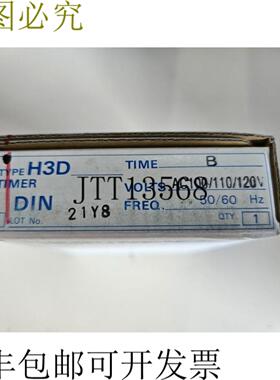 图必究
TYPE H3D TIME B
TIMER VOLTS AC100/110/120V
DIN FREQ. 50/60 Hz
LOT No. 21Y8 QTY. 1
JTT13568
丰包邮可开发票